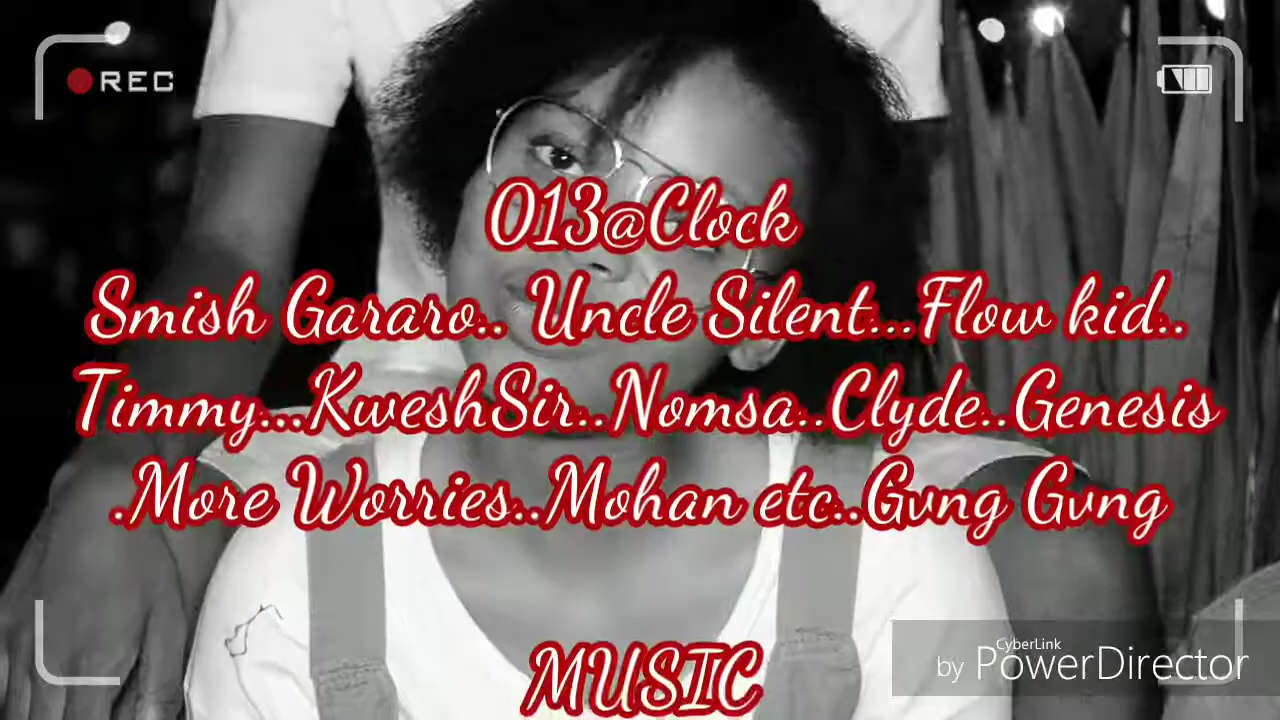 REC
013@Clock
Smish Gararo.. Uncle Silent...Flow kid..
Timmy...KweshSir..Nomsa..Clyde..Genesis
.More Worries..Mohan etc..Gvng Gvng
MUSIC
CyberLink
by PowerDirector